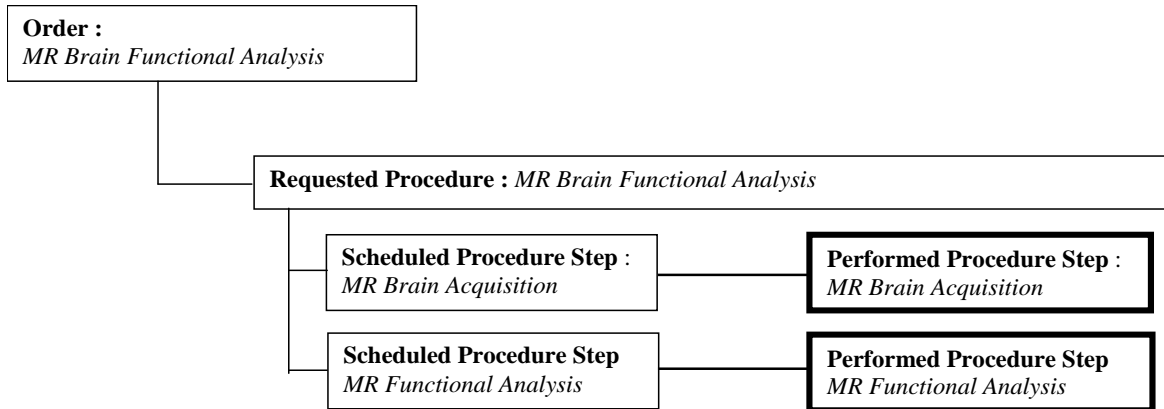 Order :
MR Brain Functional Analysis
Requested Procedure : MR Brain Functional Analysis
Scheduled Procedure Step :
MR Brain Acquisition
Performed Procedure Step :
MR Brain Acquisition
Scheduled Procedure Step
MR Functional Analysis
Performed Procedure Step
MR Functional Analysis